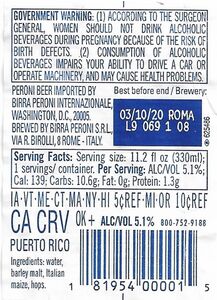 GOVERNMENT WARNING: (1) ACCORDING TO THE SURGEON
GENERAL, WOMEN SHOULD NOT DRINK ALCOHOLIC
BEVERAGES DURING PREGNANCY BECAUSE OF THE RISK OF
BIRTH DEFECTS. (2) CONSUMPTION OF ALCOHOLIC
BEVERAGES IMPAIRS YOUR ABILITY TO DRIVE A CAR OR
OPERATE MACHINERY, AND MAY CAUSE HEALTH PROBLEMS.
PERONI BEER IMPORTED BY
BIRRA PERONI INTERNAZIONALE,
WASHINGTON, D.C., 20005.
BREWED BY BIRRA PERONI S.R.L.,
VIA R. BIROLLI, 8 ROME - ITALY.
Best before end / Brewery:
03/10/20 ROMA
L9 069 1 08
Serving Facts: Serving size: 11.2 fl oz (330ml);
1 servings/container. Per serving: ALC/VOL 5.1%,
Cal: 139; Carbs: 10.6g; Fat: 0g; Protein: 1.3g
IA·VT·ME·CT·MA·NY·HI 5¢REF·MI·OR 10¢REF
CA CRV OK+ ALC/VOL 5.1% 800-752-9188
PUERTO RICO
Ingredients: water,
barley malt, Italian
maize, hops.
1 81954 00001 5